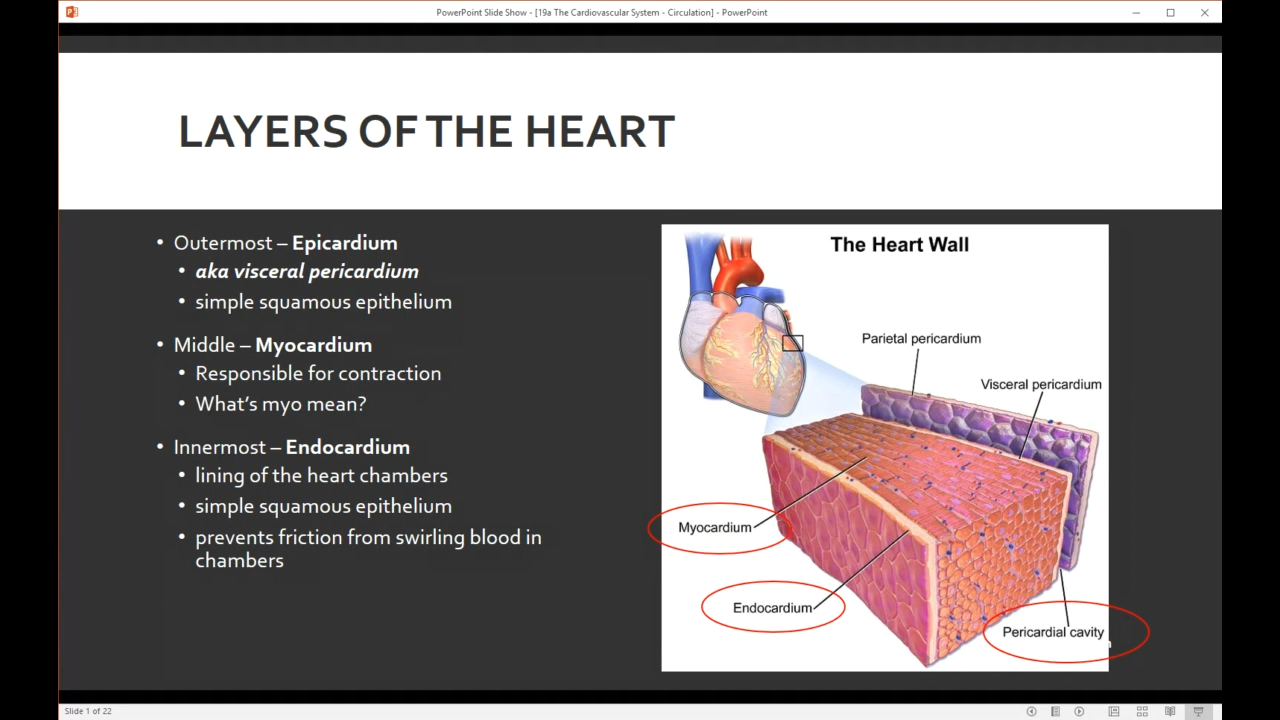 PowerPoint Slide Show - [19a The Cardiovascular System - Circulation] - PowerPoint
LAYERS OF THE HEART
• Outermost – Epicardium
• aka visceral pericardium
• simple squamous epithelium
• Middle – Myocardium
• Responsible for contraction
• What's myo mean?
• Innermost – Endocardium
• lining of the heart chambers
• simple squamous epithelium
• prevents friction from swirling blood in
chambers
The Heart Wall
Parietal pericardium
Visceral pericardium
Myocardium
Endocardium
Pericardial cavity
Slide 1 of 22